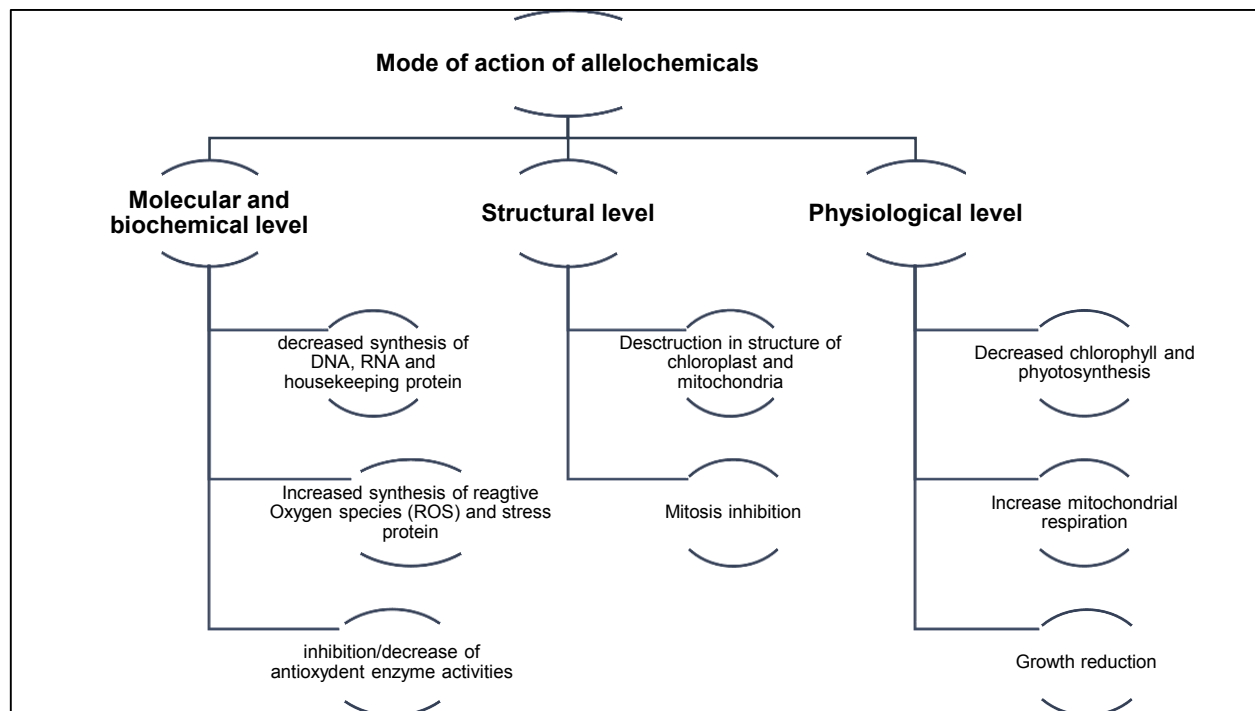 Mode of action of allelochemicals
Molecular and
biochemical level
Structural level
Physiological level
decreased synthesis of
DNA, RNA and
housekeeping protein
Increased synthesis of reagtive
Oxygen species (ROS) and stress
protein
inhibition/decrease of
antioxydent enzyme activities
Desctruction in structure of
chloroplast and
mitochondria
Mitosis inhibition
Decreased chlorophyll and
phyotosynthesis
Increase mitochondrial
respiration
Growth reduction